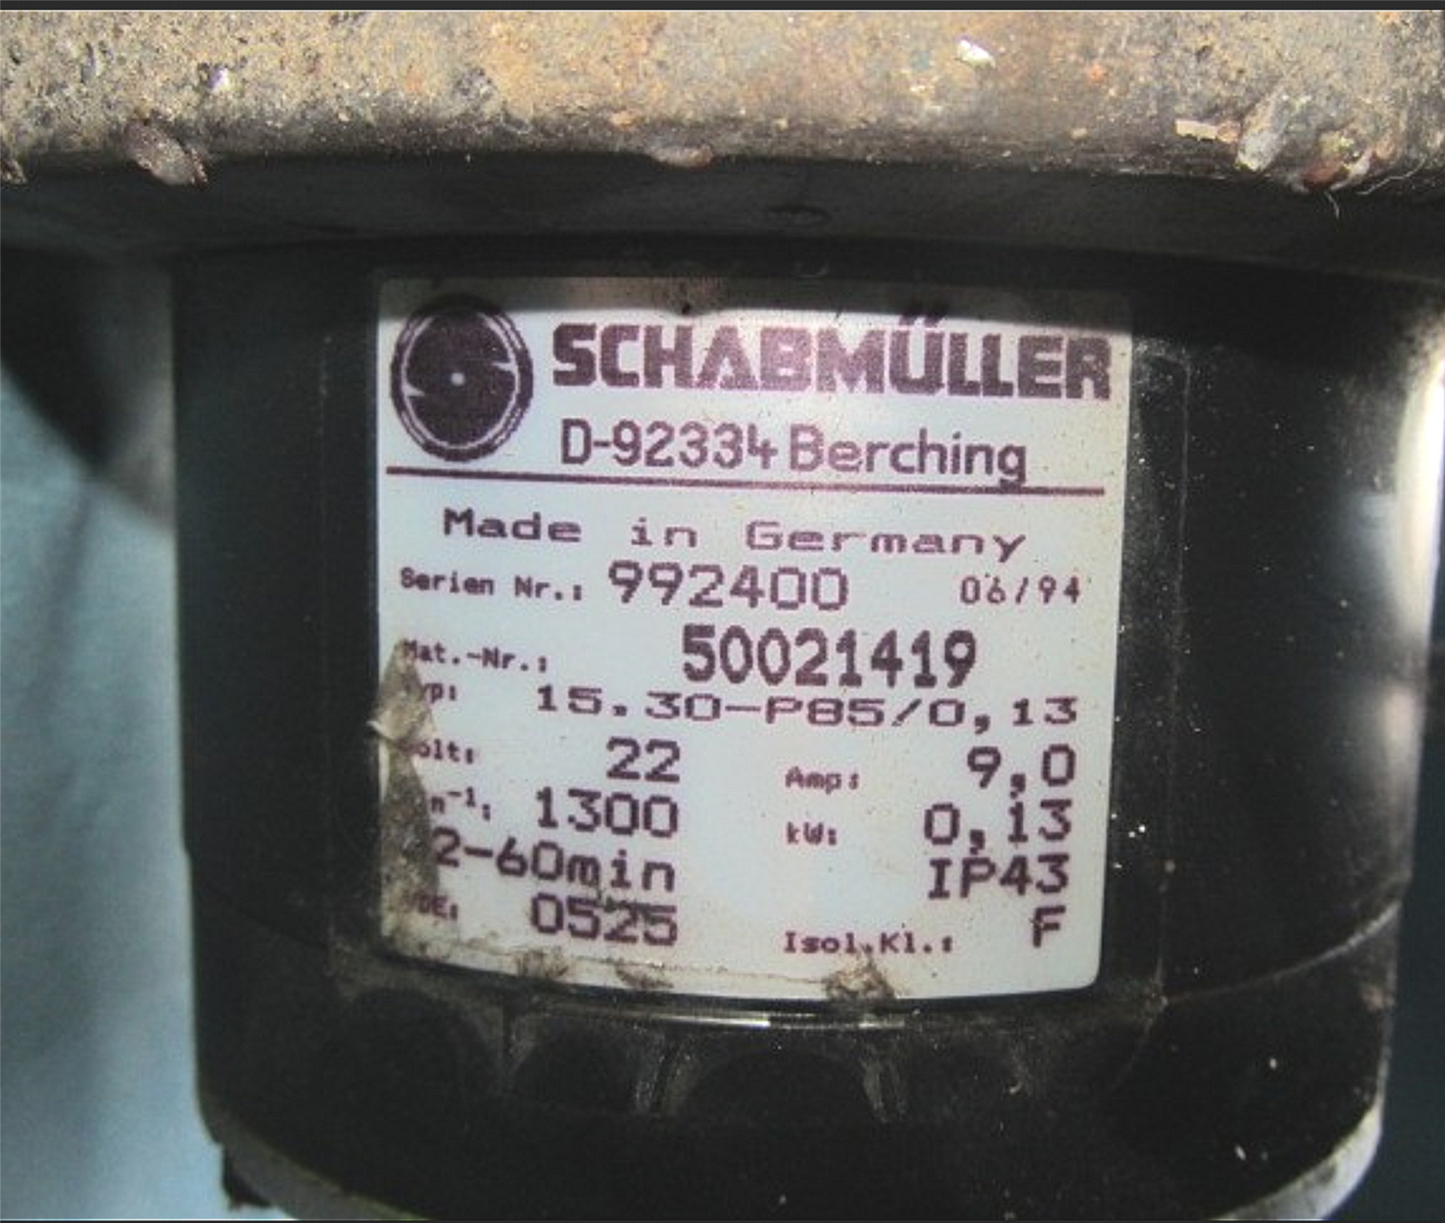 SCHABMÜLLER
D-92334 Berching
Made in Germany
Serien Nr.: 992400 06/94
Mat.-Nr.: 50021419
15.30-P85/0,13
22 Amp: 9,0
1300 kW: 0,13
2-60min IP43
0525 Isol.Kl.: F